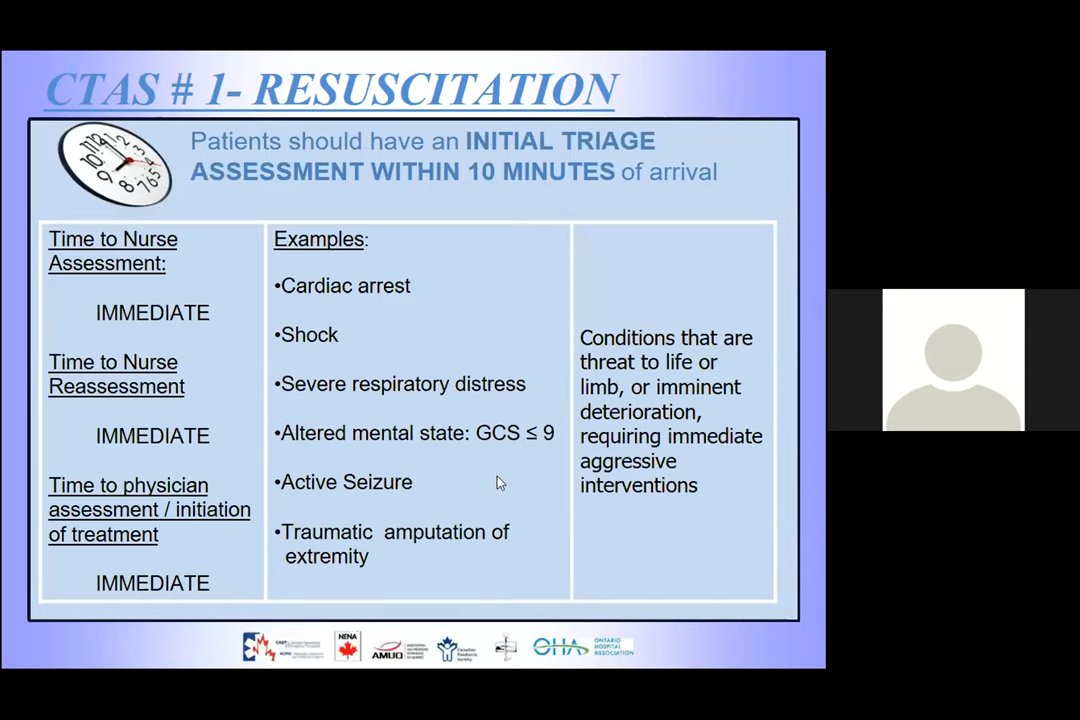 CTAS # 1- RESUSCITATION
Patients should have an INITIAL TRIAGE
ASSESSMENT WITHIN 10 MINUTES of arrival
Time to Nurse
Assessment:
IMMEDIATE
Time to Nurse
Reassessment
IMMEDIATE
Time to physician
assessment / initiation
of treatment
IMMEDIATE
Examples:
•Cardiac arrest
•Shock
•Severe respiratory distress
•Altered mental state: GCS ≤ 9
•Active Seizure
•Traumatic  amputation of
extremity
Conditions that are
threat to life or
limb, or imminent
deterioration,
requiring immediate
aggressive
interventions
NENA
AMUQ
Canadian
Paediatric
Society
OHA
ONTARIO
HOSPITAL
ASSOCIATION